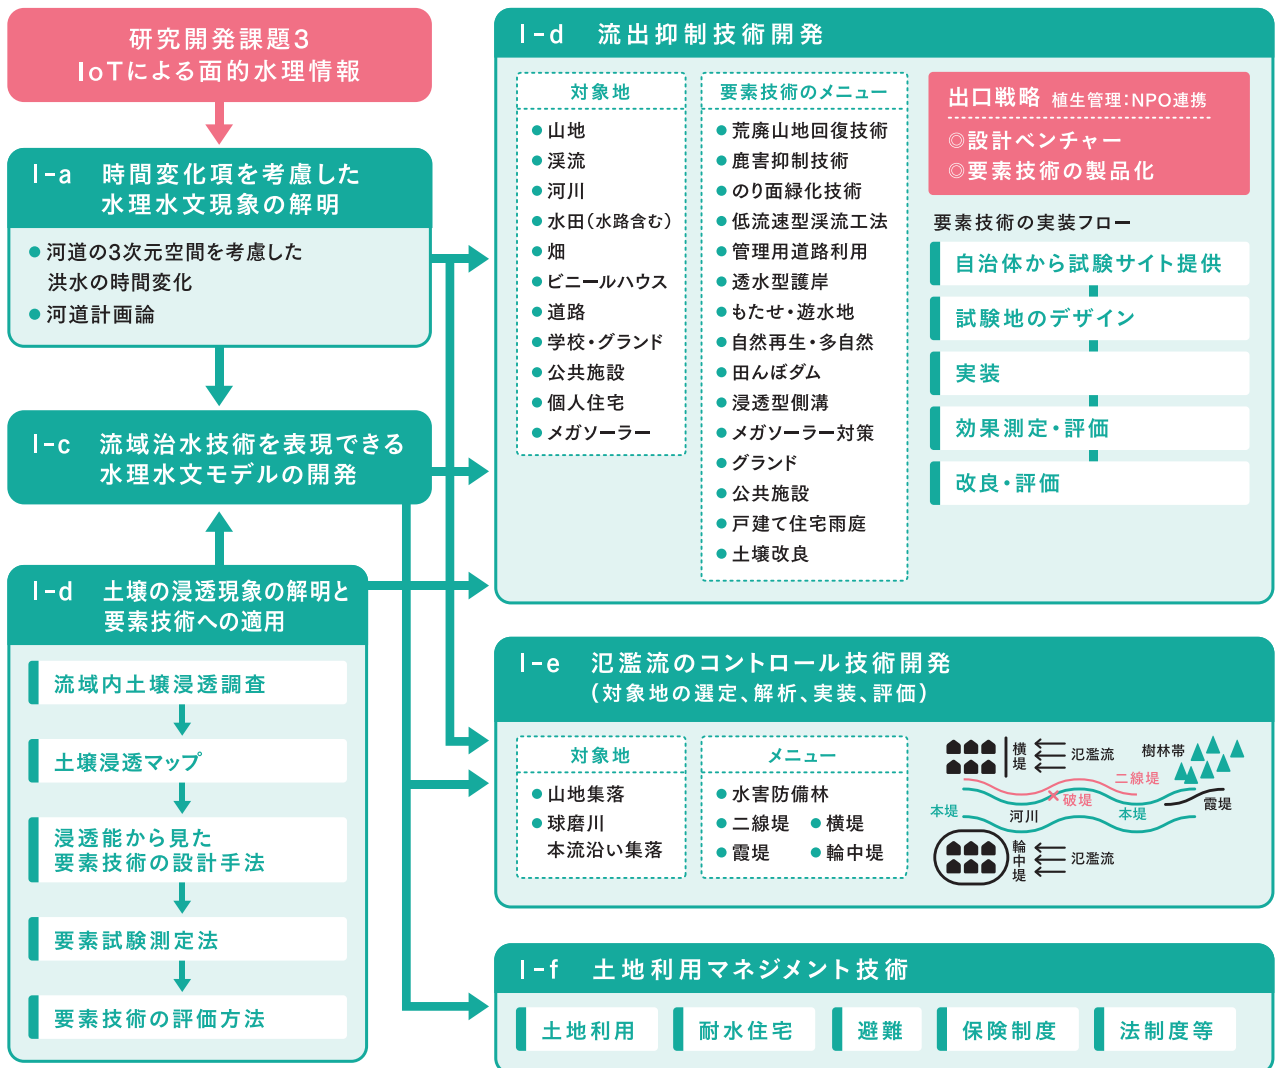 研究開発課題3
IoTによる面的水理情報
I-a 時間変化項を考慮した
水理水文現象の解明
● 河道の3次元空間を考慮した
洪水の時間変化
● 河道計画論
I-c 流域治水技術を表現できる
水理水文モデルの開発
I-d 土壌の浸透現象の解明と
要素技術への適用
流域内土壌浸透調査
土壌浸透マップ
浸透能から見た
要素技術の設計手法
要素試験測定法
要素技術の評価方法
I-d 流出抑制技術開発
対象地
● 山地
● 渓流
● 河川
● 水田（水路含む）
● 畑
● ビニールハウス
● 道路
● 学校・グランド
● 公共施設
● 個人住宅
● メガソーラー
要素技術のメニュー
● 荒廃山地回復技術
● 鹿害抑制技術
● のり面緑化技術
● 低流速型渓流工法
● 管理用道路利用
● 透水型護岸
● もたせ・遊水地
● 自然再生・多自然
● 田んぼダム
● 浸透型側溝
● メガソーラー対策
● グランド
● 公共施設
● 戸建て住宅雨庭
● 土壌改良
出口戦略 植生管理：NPO連携
◎設計ベンチャー
◎要素技術の製品化
要素技術の実装フロー
自治体から試験サイト提供
試験地のデザイン
実装
効果測定・評価
改良・評価
I-e 氾濫流のコントロール技術開発
（対象地の選定、解析、実装、評価）
対象地
● 山地集落
● 球磨川
本流沿い集落
メニュー
● 水害防備林
● 二線堤 ● 横堤
● 霞堤 ● 輪中堤
横堤
氾濫流
樹林帯
二線堤
破堤
本堤
河川
本堤
霞堤
輪中堤
氾濫流
I-f 土地利用マネジメント技術
土地利用
耐水住宅
避難
保険制度
法制度等